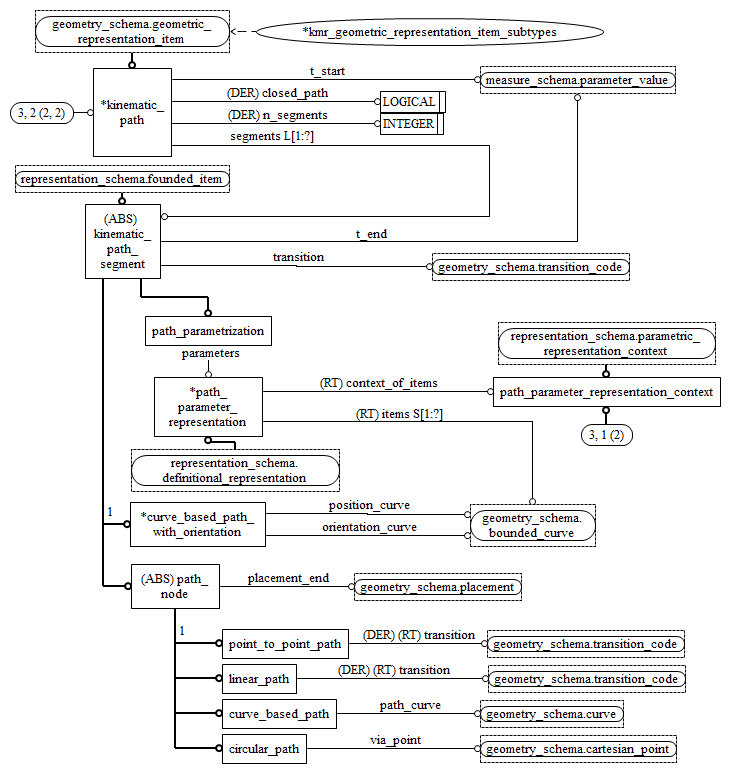 geometry_schema.geometric_
representation_item
*kmr_geometric_representation_item_subtypes
t_start
measure_schema.parameter_value
*kinematic_
path
3, 2 (2, 2)
(DER) closed_path
LOGICAL
(DER) n_segments
INTEGER
segments L[1:?]
representation_schema.founded_item
(ABS)
kinematic_
path_
segment
t_end
transition
geometry_schema.transition_code
path_parametrization
parameters
representation_schema.parametric_
representation_context
*path_
parameter_
representation
(RT) context_of_items
path_parameter_representation_context
(RT) items S[1:?]
3, 1 (2)
representation_schema.
definitional_representation
1
*curve_based_path_
with_orientation
position_curve
orientation_curve
geometry_schema.
bounded_curve
(ABS) path_
node
placement_end
geometry_schema.placement
1
point_to_point_path
(DER) (RT) transition
geometry_schema.transition_code
linear_path
(DER) (RT) transition
geometry_schema.transition_code
curve_based_path
path_curve
geometry_schema.curve
circular_path
via_point
geometry_schema.cartesian_point